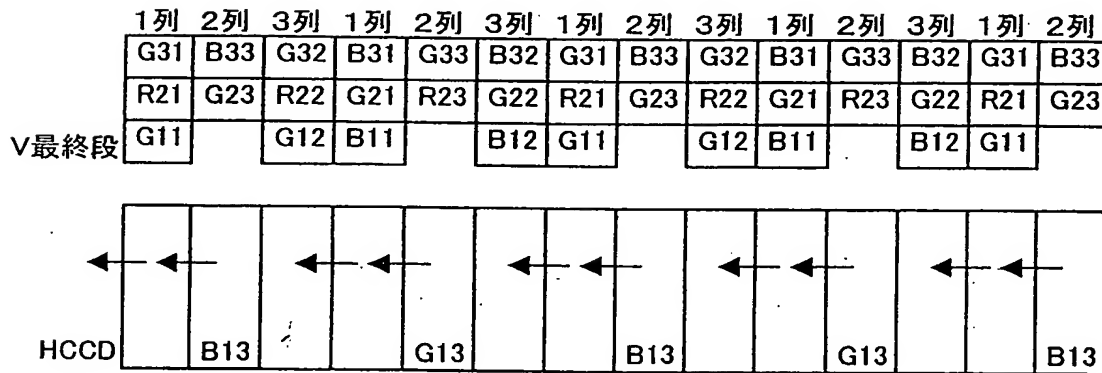 1列 2列 3列 1列 2列 3列 1列 2列 3列 1列 2列 3列 1列 2列
G31 B33 G32 B31 G33 B32 G31 B33 G32 B31 G33 B32 G31 B33
R21 G23 R22 G21 R23 G22 R21 G23 R22 G21 R23 G22 R21 G23
V最終段 G11 G12 B11 B12 G11 G12 B11 B12 G11
HCCD B13 G13 B13 G13 B13